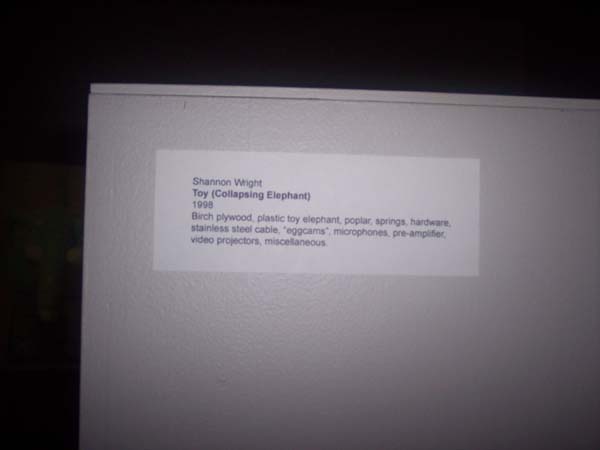 Shannon Wright
Toy (Collapsing Elephant)
1998
Birch plywood, plastic toy elephant, poplar, springs, hardware,
stainless steel cable, "eggcams", microphones, pre-amplifier,
video projectors, miscellaneous.